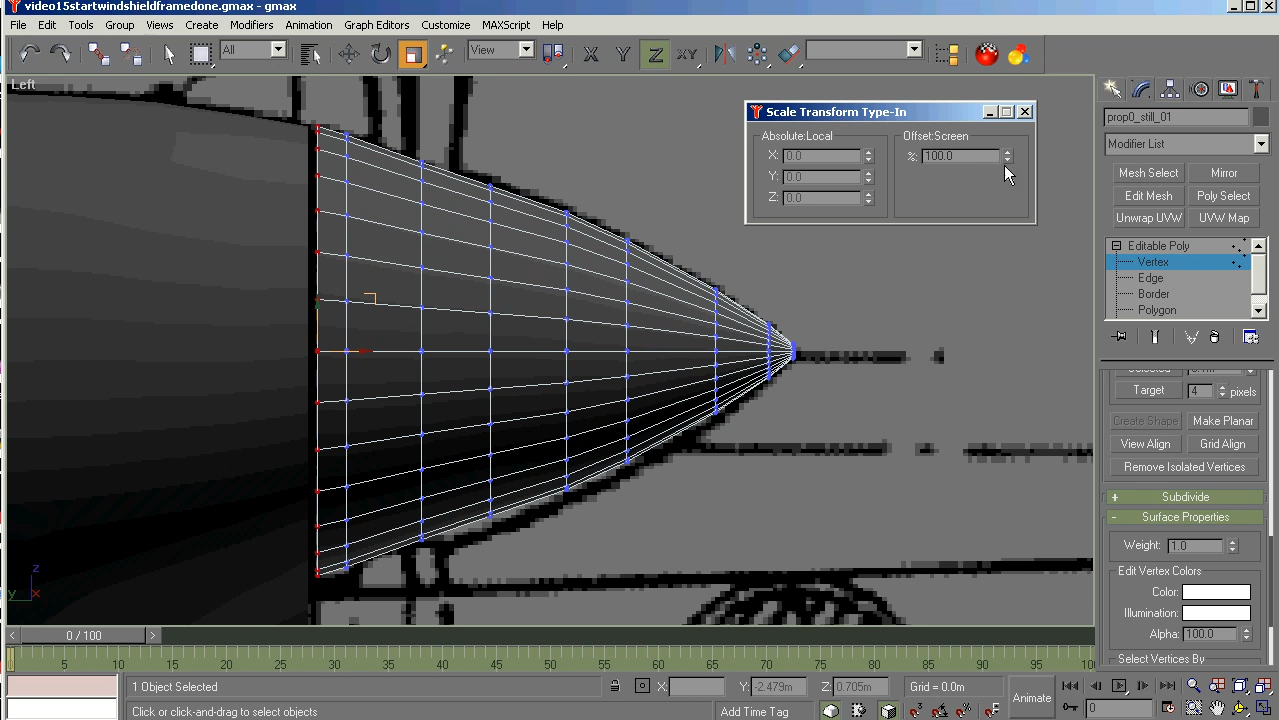 video15startwindshieldframedone.gmax - gmax
File Edit Tools Group Views Create Modifiers Animation Graph Editors Customize MAXScript Help
All View X Y Z XY
Left
Scale Transform Type-In
Absolute:Local Offset:Screen
X: 0.0 %: 100.0
Y: 0.0
Z: 0.0
prop0_still_01
Modifier List
Mesh Select Mirror
Edit Mesh Poly Select
Unwrap UVW UVW Map
Editable Poly
Vertex
Edge
Border
Polygon
Target 4 pixels
Create Shape Make Planar
View Align Grid Align
Remove Isolated Vertices
+ Subdivide
- Surface Properties
Weight: 1.0
Edit Vertex Colors
Color:
Illumination:
Alpha: 100.0
Select Vertices By
z
y x
< 0 / 100 >
5 10 15 20 25 30 35 40 45 50 55 60 65 70 75 80 85 90 95
1 Object Selected X: Y: -2.479m Z: 0.705m Grid = 0.0m Animate
Click or click-and-drag to select objects Add Time Tag 0